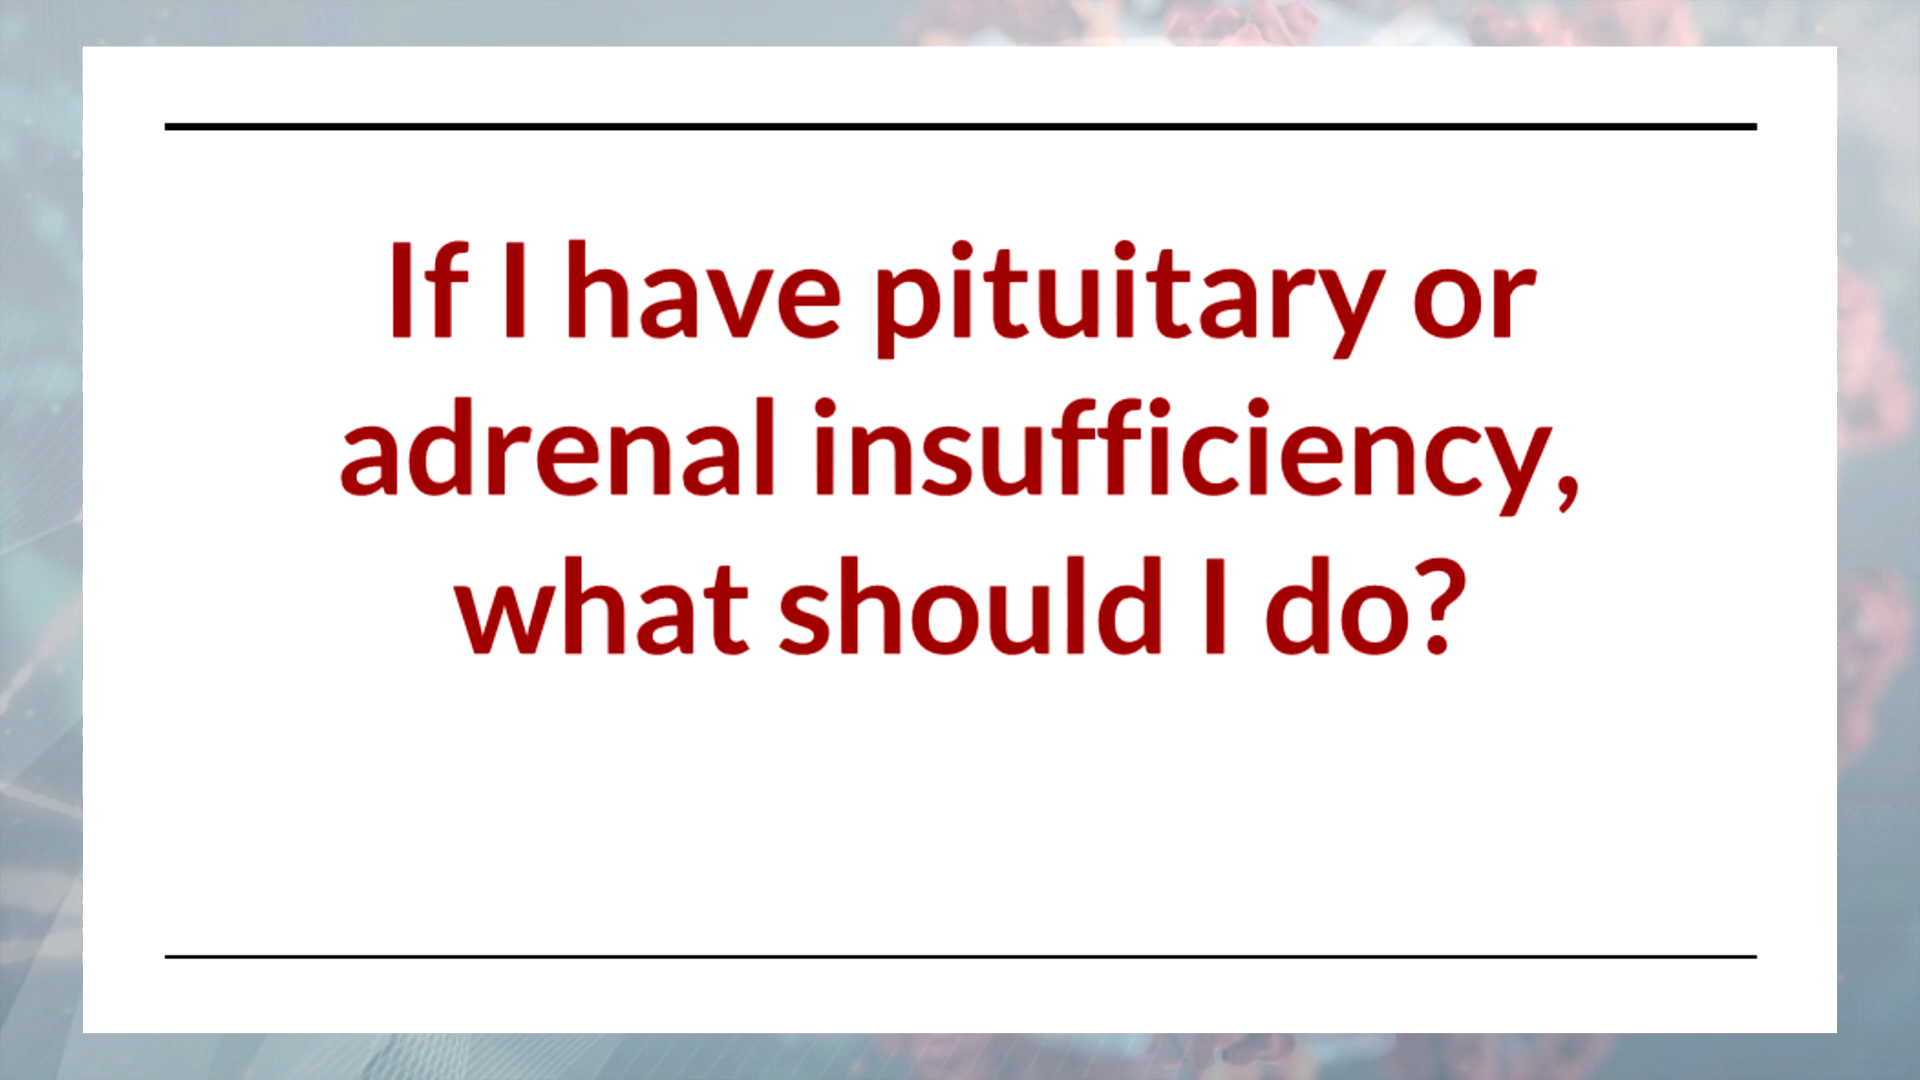 If I have pituitary or
adrenal insufficiency,
what should I do?